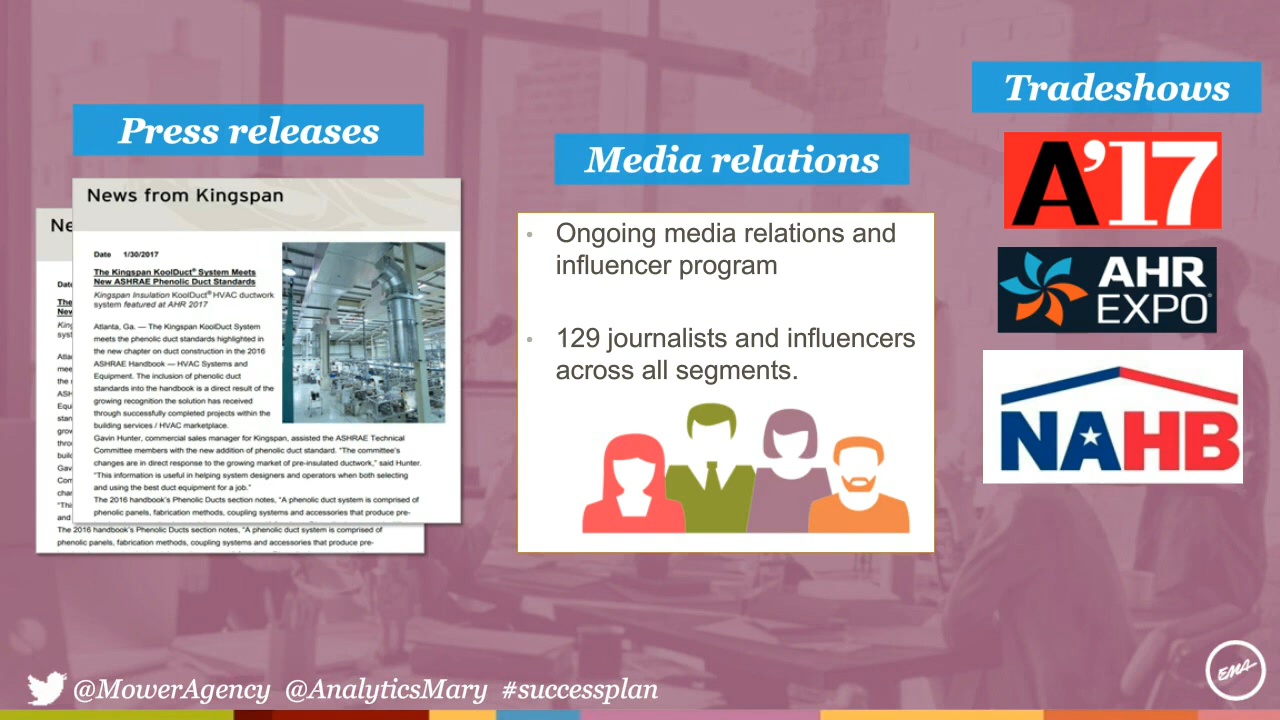 Press releases
News from Kingspan
Date 1/30/2017
The Kingspan KoolDuct® System Meets
New ASHRAE Phenolic Duct Standards
Kingspan Insulation KoolDuct® HVAC ductwork
system featured at AHR 2017
Atlanta, Ga. — The Kingspan KoolDuct System
meets the phenolic duct standards highlighted in
the new chapter on duct construction in the 2016
ASHRAE Handbook — HVAC Systems and
Equipment. The inclusion of phenolic duct
standards into the handbook is a direct result of the
growing recognition the solution has received
through successfully completed projects within the
building services / HVAC marketplace.
Gavin Hunter, commercial sales manager for Kingspan, assisted the ASHRAE Technical
Committee members with the new addition of phenolic duct standard. “The committee's
changes are in direct response to the growing market of pre-insulated ductwork,” said Hunter.
“This information is useful in helping system designers and operators when both selecting
and using the best duct equipment for a job.”
The 2016 handbook's Phenolic Ducts section notes, “A phenolic duct system is comprised of
phenolic panels, fabrication methods, coupling systems and accessories that produce pre-
The 2016 handbook's Phenolic Ducts section notes, “A phenolic duct system is comprised of
phenolic panels, fabrication methods, coupling systems and accessories that produce pre-
Media relations
• Ongoing media relations and
influencer program
• 129 journalists and influencers
across all segments.
Tradeshows
A’17
AHR
EXPO®
NAHB
@MowerAgency @AnalyticsMary #successplan
EMA